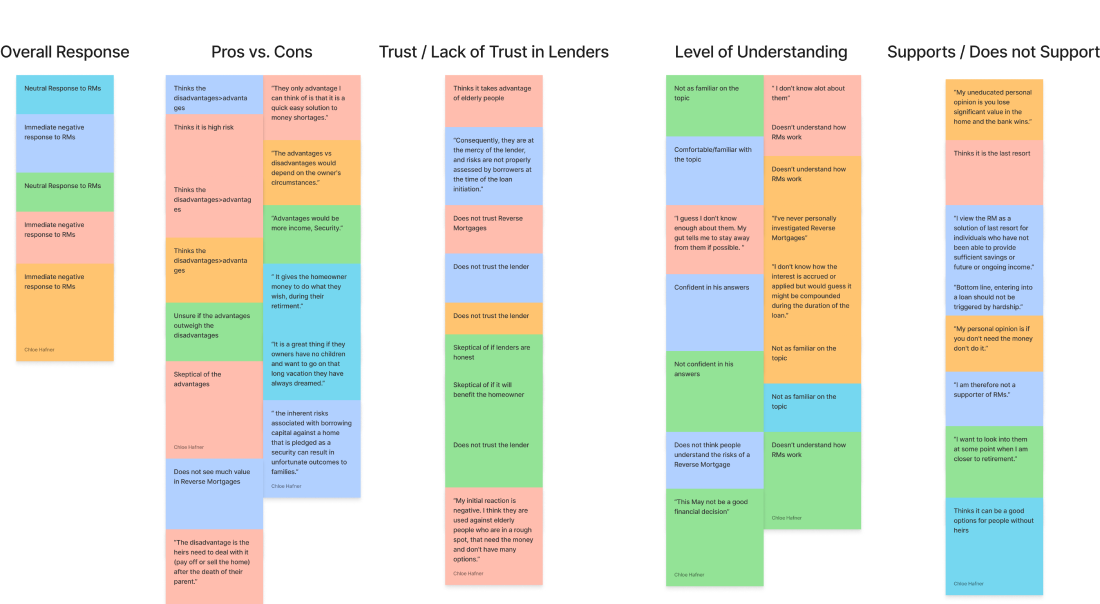 Overall Response
Neutral Response to RMs
Immediate negative
response to RMs
Neutral Response to RMs
Immediate negative
response to RMs
Immediate negative
response to RMs
Chloe Hafner
Pros vs. Cons
Thinks the
disadvantages>advanta
ges
Thinks it is high risk
Thinks the
disadvantages>advantag
es
Thinks the
disadvantages>advanta
ges
Unsure if the advantages
outweigh the
disadvantages
Skeptical of the
advantages
Chloe Hafner
Does not see much value
in Reverse Mortgages
"The disadvantage is the
heirs need to deal with it
(pay off or sell the home)
after the death of their
parent."
"They only advantage I
can think of is that it is a
quick easy solution to
money shortages."
"The advantages vs
disadvantages would
depend on the owner's
circumstances."
"Advantages would be
more income, Security."
" It gives the homeowner
money to do what they
wish, during their
retirment."
"It is a great thing if they
owners have no children
and want to go on that
long vacation they have
always dreamed."
" the inherent risks
associated with borrowing
capital against a home
that is pledged as a
security can result in
unfortunate outcomes to
families."
Chloe Hafner
Trust / Lack of Trust in Lenders
Thinks it takes advantage
of elderly people
"Consequently, they are at
the mercy of the lender,
and risks are not properly
assessed by borrowers at
the time of the loan
initiation."
Does not trust Reverse
Mortgages
Does not trust the lender
Does not trust the lender
Skeptical of if lenders are
honest
Skeptical of if it will
benefit the homeowner
Does not trust the lender
"My initial reaction is
negative. I think they are
used against elderly
people who are in a rough
spot, that need the money
and don't have many
options."
Chloe Hafner
Level of Understanding
Not as familiar on the
topic
Comfortable/familiar with
the topic
"I guess I don't know
enough about them. My
gut tells me to stay away
from them if possible. "
Confident in his answers
Not confident in his
answers
Does not think people
understand the risks of a
Reverse Mortgage
"This May not be a good
financial decision"
Chloe Hafner
" I don't know alot about
them"
Doesn't understand how
RMs work
Doesn't understand how
RMs work
"I've never personally
investigated Reverse
Mortgages"
"I don't know how the
interest is accrued or
applied but would guess it
might be compounded
during the duration of the
loan."
Not as familiar on the
topic
Not as familiar on the
topic
Doesn't understand how
RMs work
Chloe Hafner
Supports / Does not Support
"My uneducated personal
opinion is you lose
significant value in the
home and the bank wins."
Thinks it is the last resort
"I view the RM as a
solution of last resort for
individuals who have not
been able to provide
sufficient savings or
future or ongoing income."
"Bottom line, entering into
a loan should not be
triggered by hardship."
"My personal opinion is if
you don't need the money
don't do it."
"I am therefore not a
supporter of RMs."
"I want to look into them
at some point when I am
closer to retirement."
Thinks it can be a good
options for people without
heirs
Chloe Hafner